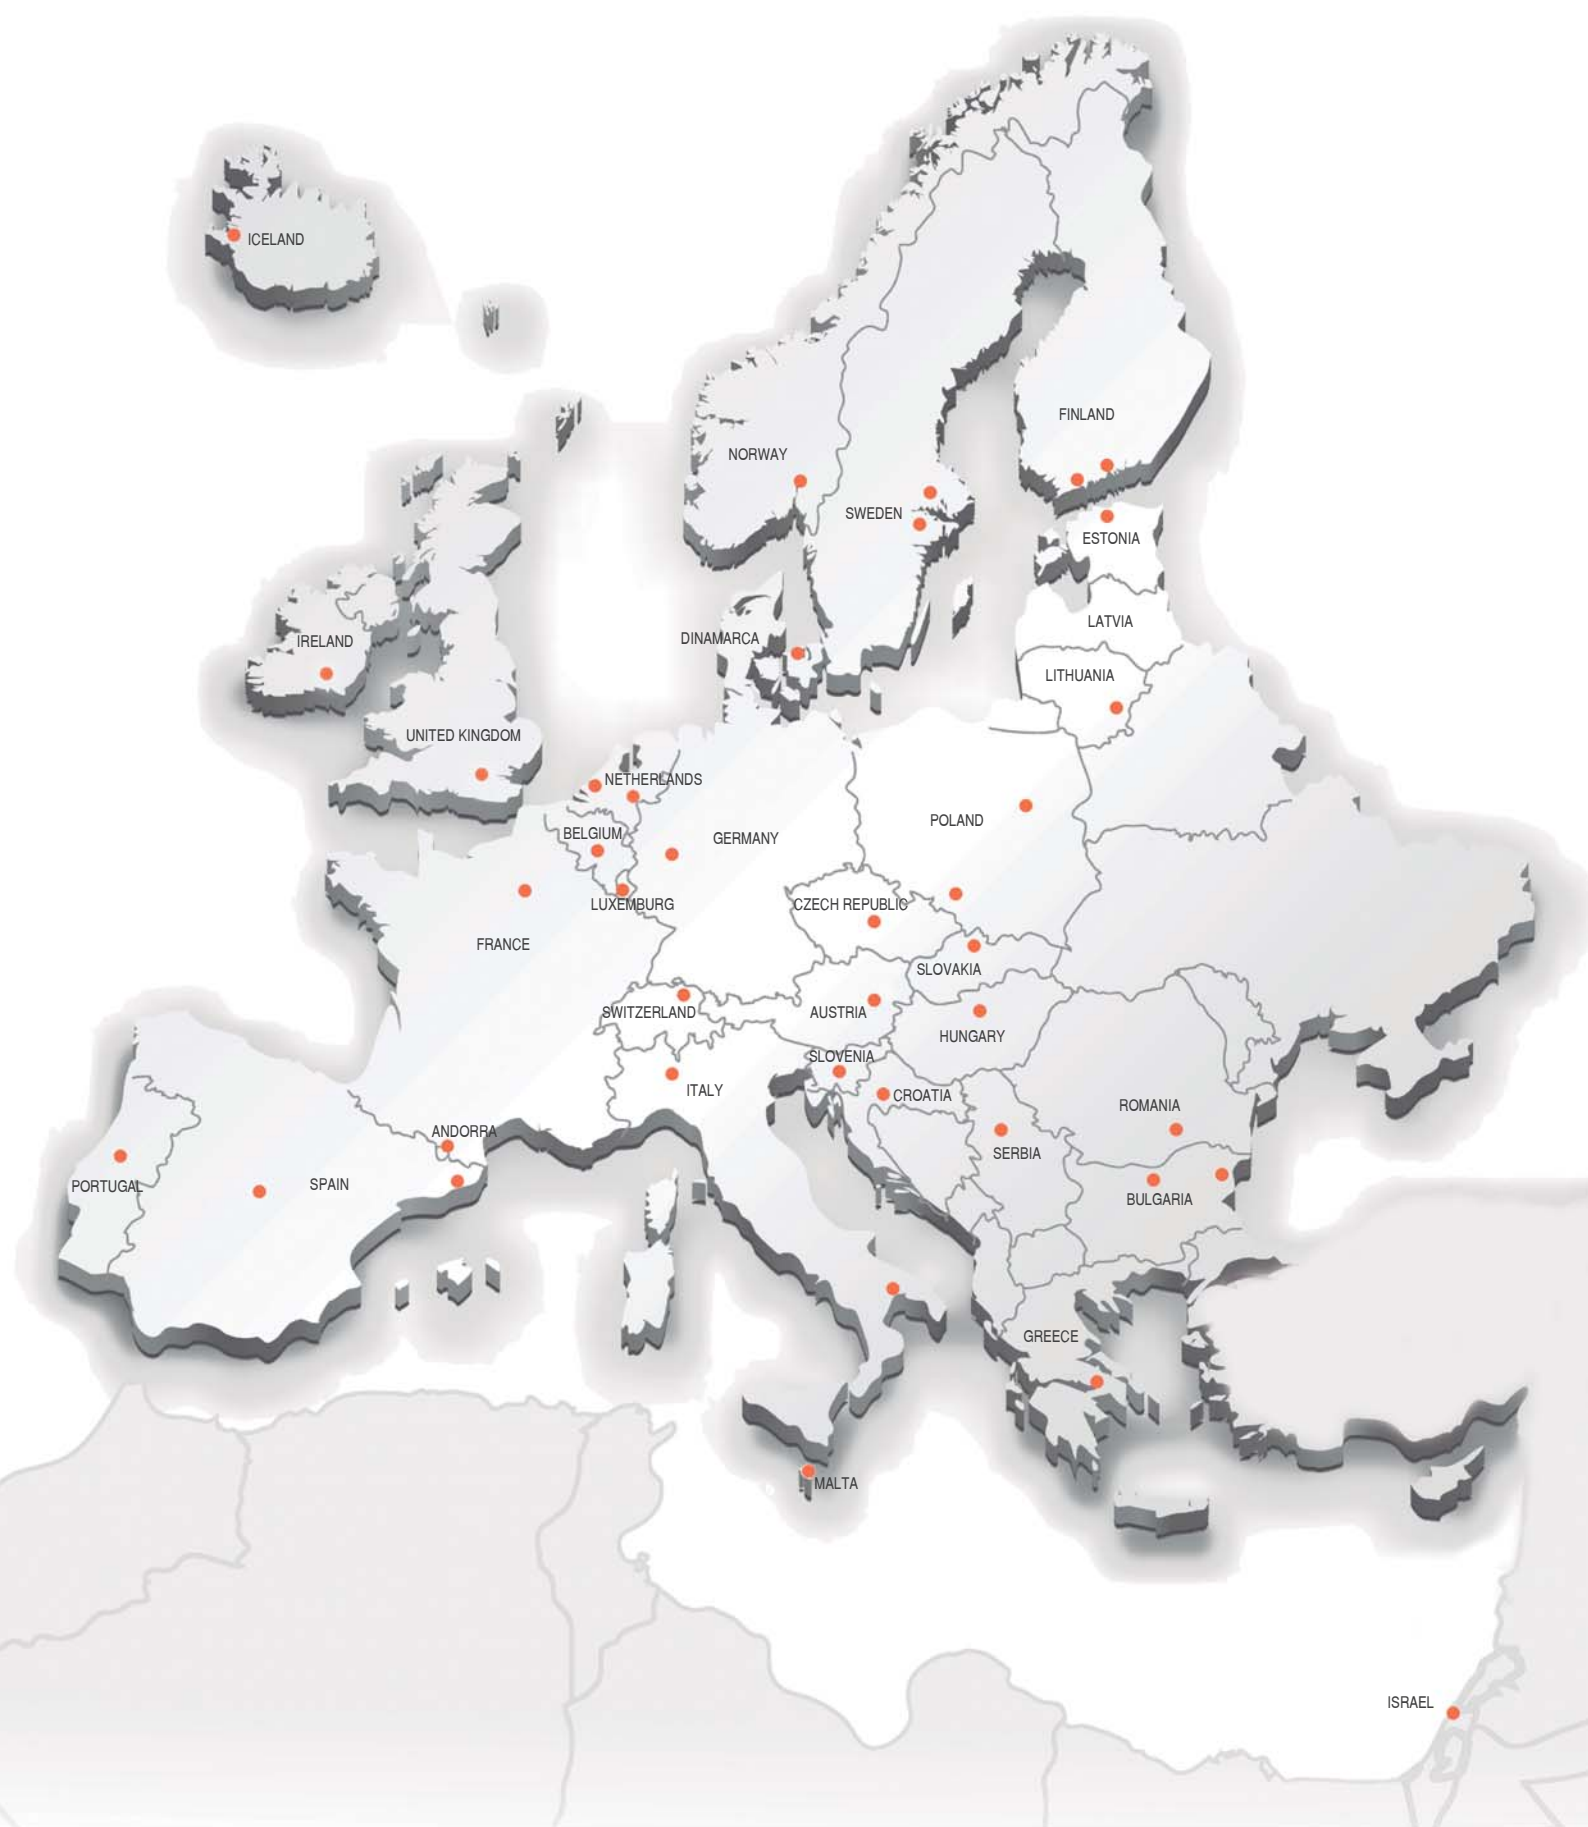 ICELAND
FINLAND
NORWAY
SWEDEN
ESTONIA
LATVIA
DINAMARCA
IRELAND
LITHUANIA
UNITED KINGDOM
NETHERLANDS
POLAND
BELGIUM
GERMANY
LUXEMBURG
CZECH REPUBLIC
FRANCE
SLOVAKIA
SWITZERLAND
AUSTRIA
HUNGARY
SLOVENIA
ITALY
CROATIA
ROMANIA
ANDORRA
SERBIA
PORTUGAL
SPAIN
BULGARIA
GREECE
MALTA
ISRAEL